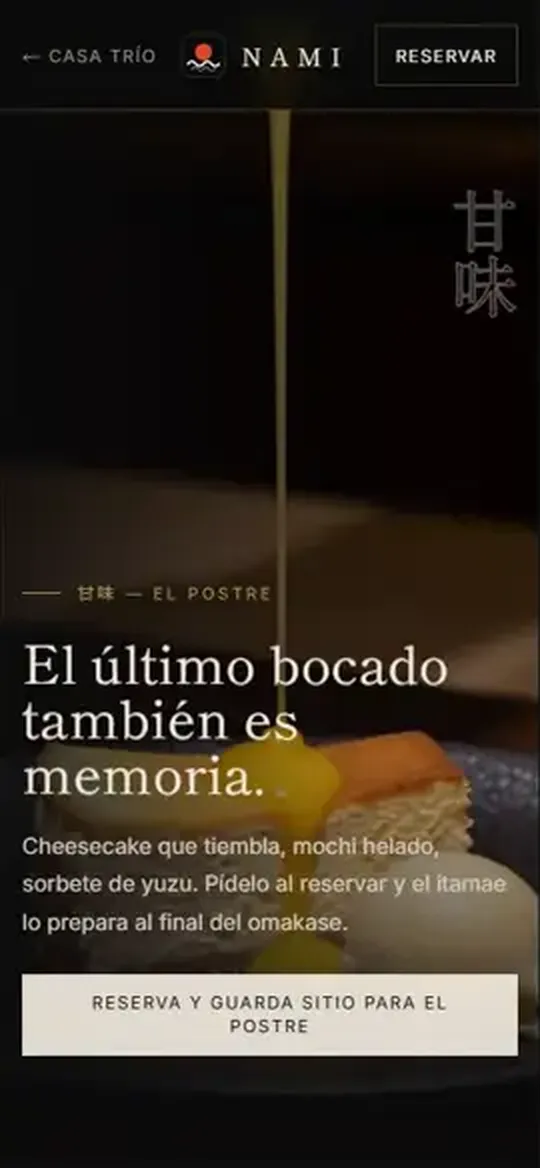 ← CASA TRÍO NAMI RESERVAR
甘
味
甘味 — EL POSTRE
El último bocado
también es
memoria.
Cheesecake que tiembla, mochi helado,
sorbete de yuzu. Pídelo al reservar y el itamae
lo prepara al final del omakase.
RESERVA Y GUARDA SITIO PARA EL
POSTRE